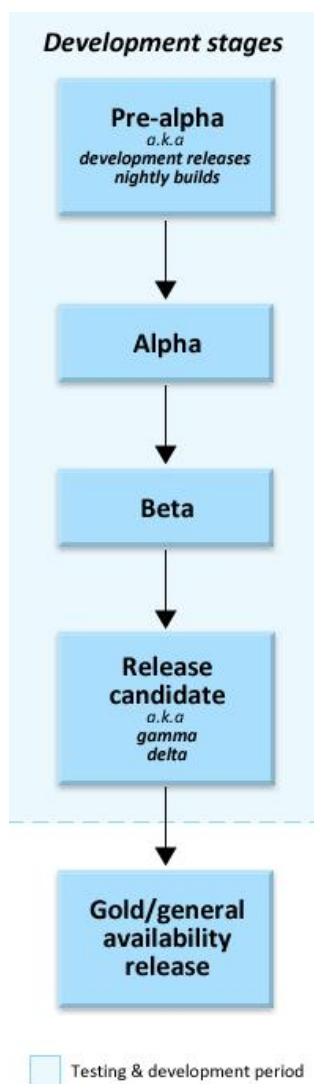 Development stages
Pre-alpha
a.k.a
development releases
nightly builds
Alpha
Beta
Release
candidate
a.k.a
gamma
delta
Gold/general
availability
release
Testing & development period